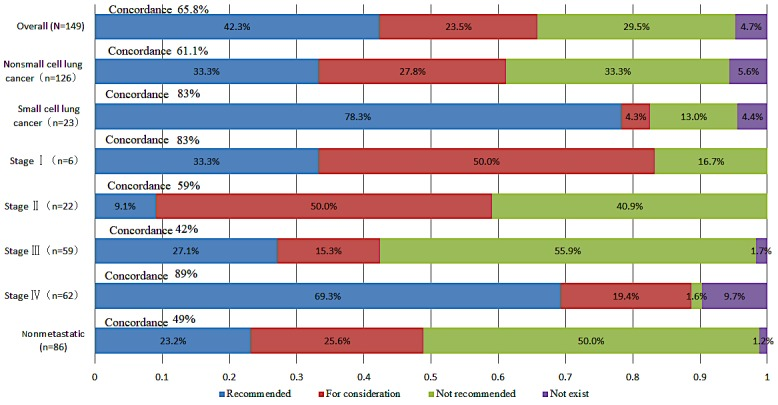 Concordance 65.8%
Overall (N=149)
42.3% 23.5% 29.5% 4.7%
Concordance 61.1%
Nonsmall cell lung
cancer（n=126）
33.3% 27.8% 33.3% 5.6%
Concordance 83%
Small cell lung
cancer（n=23）
78.3% 4.3% 13.0% 4.4%
Concordance 83%
Stage Ⅰ（n=6）
33.3% 50.0% 16.7%
Concordance 59%
Stage Ⅱ（n=22）
9.1% 50.0% 40.9%
Concordance 42%
Stage Ⅲ（n=59）
27.1% 15.3% 55.9% 1.7%
Concordance 89%
Stage Ⅳ（n=62）
69.3% 19.4% 1.6% 9.7%
Concordance 49%
Nonmetastatic
(n=86)
23.2% 25.6% 50.0% 1.2%
0 0.1 0.2 0.3 0.4 0.5 0.6 0.7 0.8 0.9 1
Recommended For consideration Not recommended Not exist